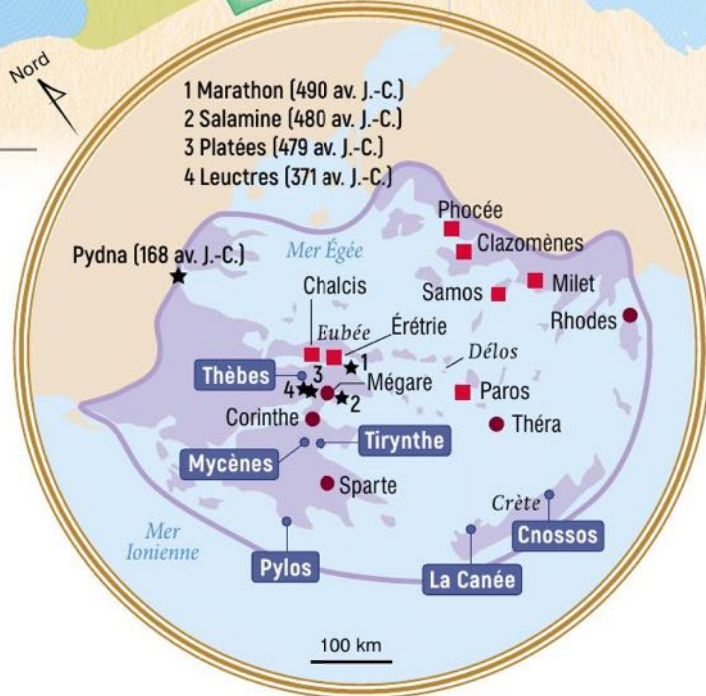 Nord
1 Marathon (490 av. J.-C.)
2 Salamine (480 av. J.-C.)
3 Platées (479 av. J.-C.)
4 Leuctres (371 av. J.-C.)
Phocée
Clazomènes
Pydna (168 av. J.-C.)
Mer Égée
Chalcis
Samos
Milet
Rhodes
Eubée
Érétrie
Délos
1
Thèbes
3
Mégare
4
2
Paros
Corinthe
Théra
Tirynthe
Mycènes
Sparte
Crète
Cnossos
Mer
Ionienne
Pylos
La Canée
100 km